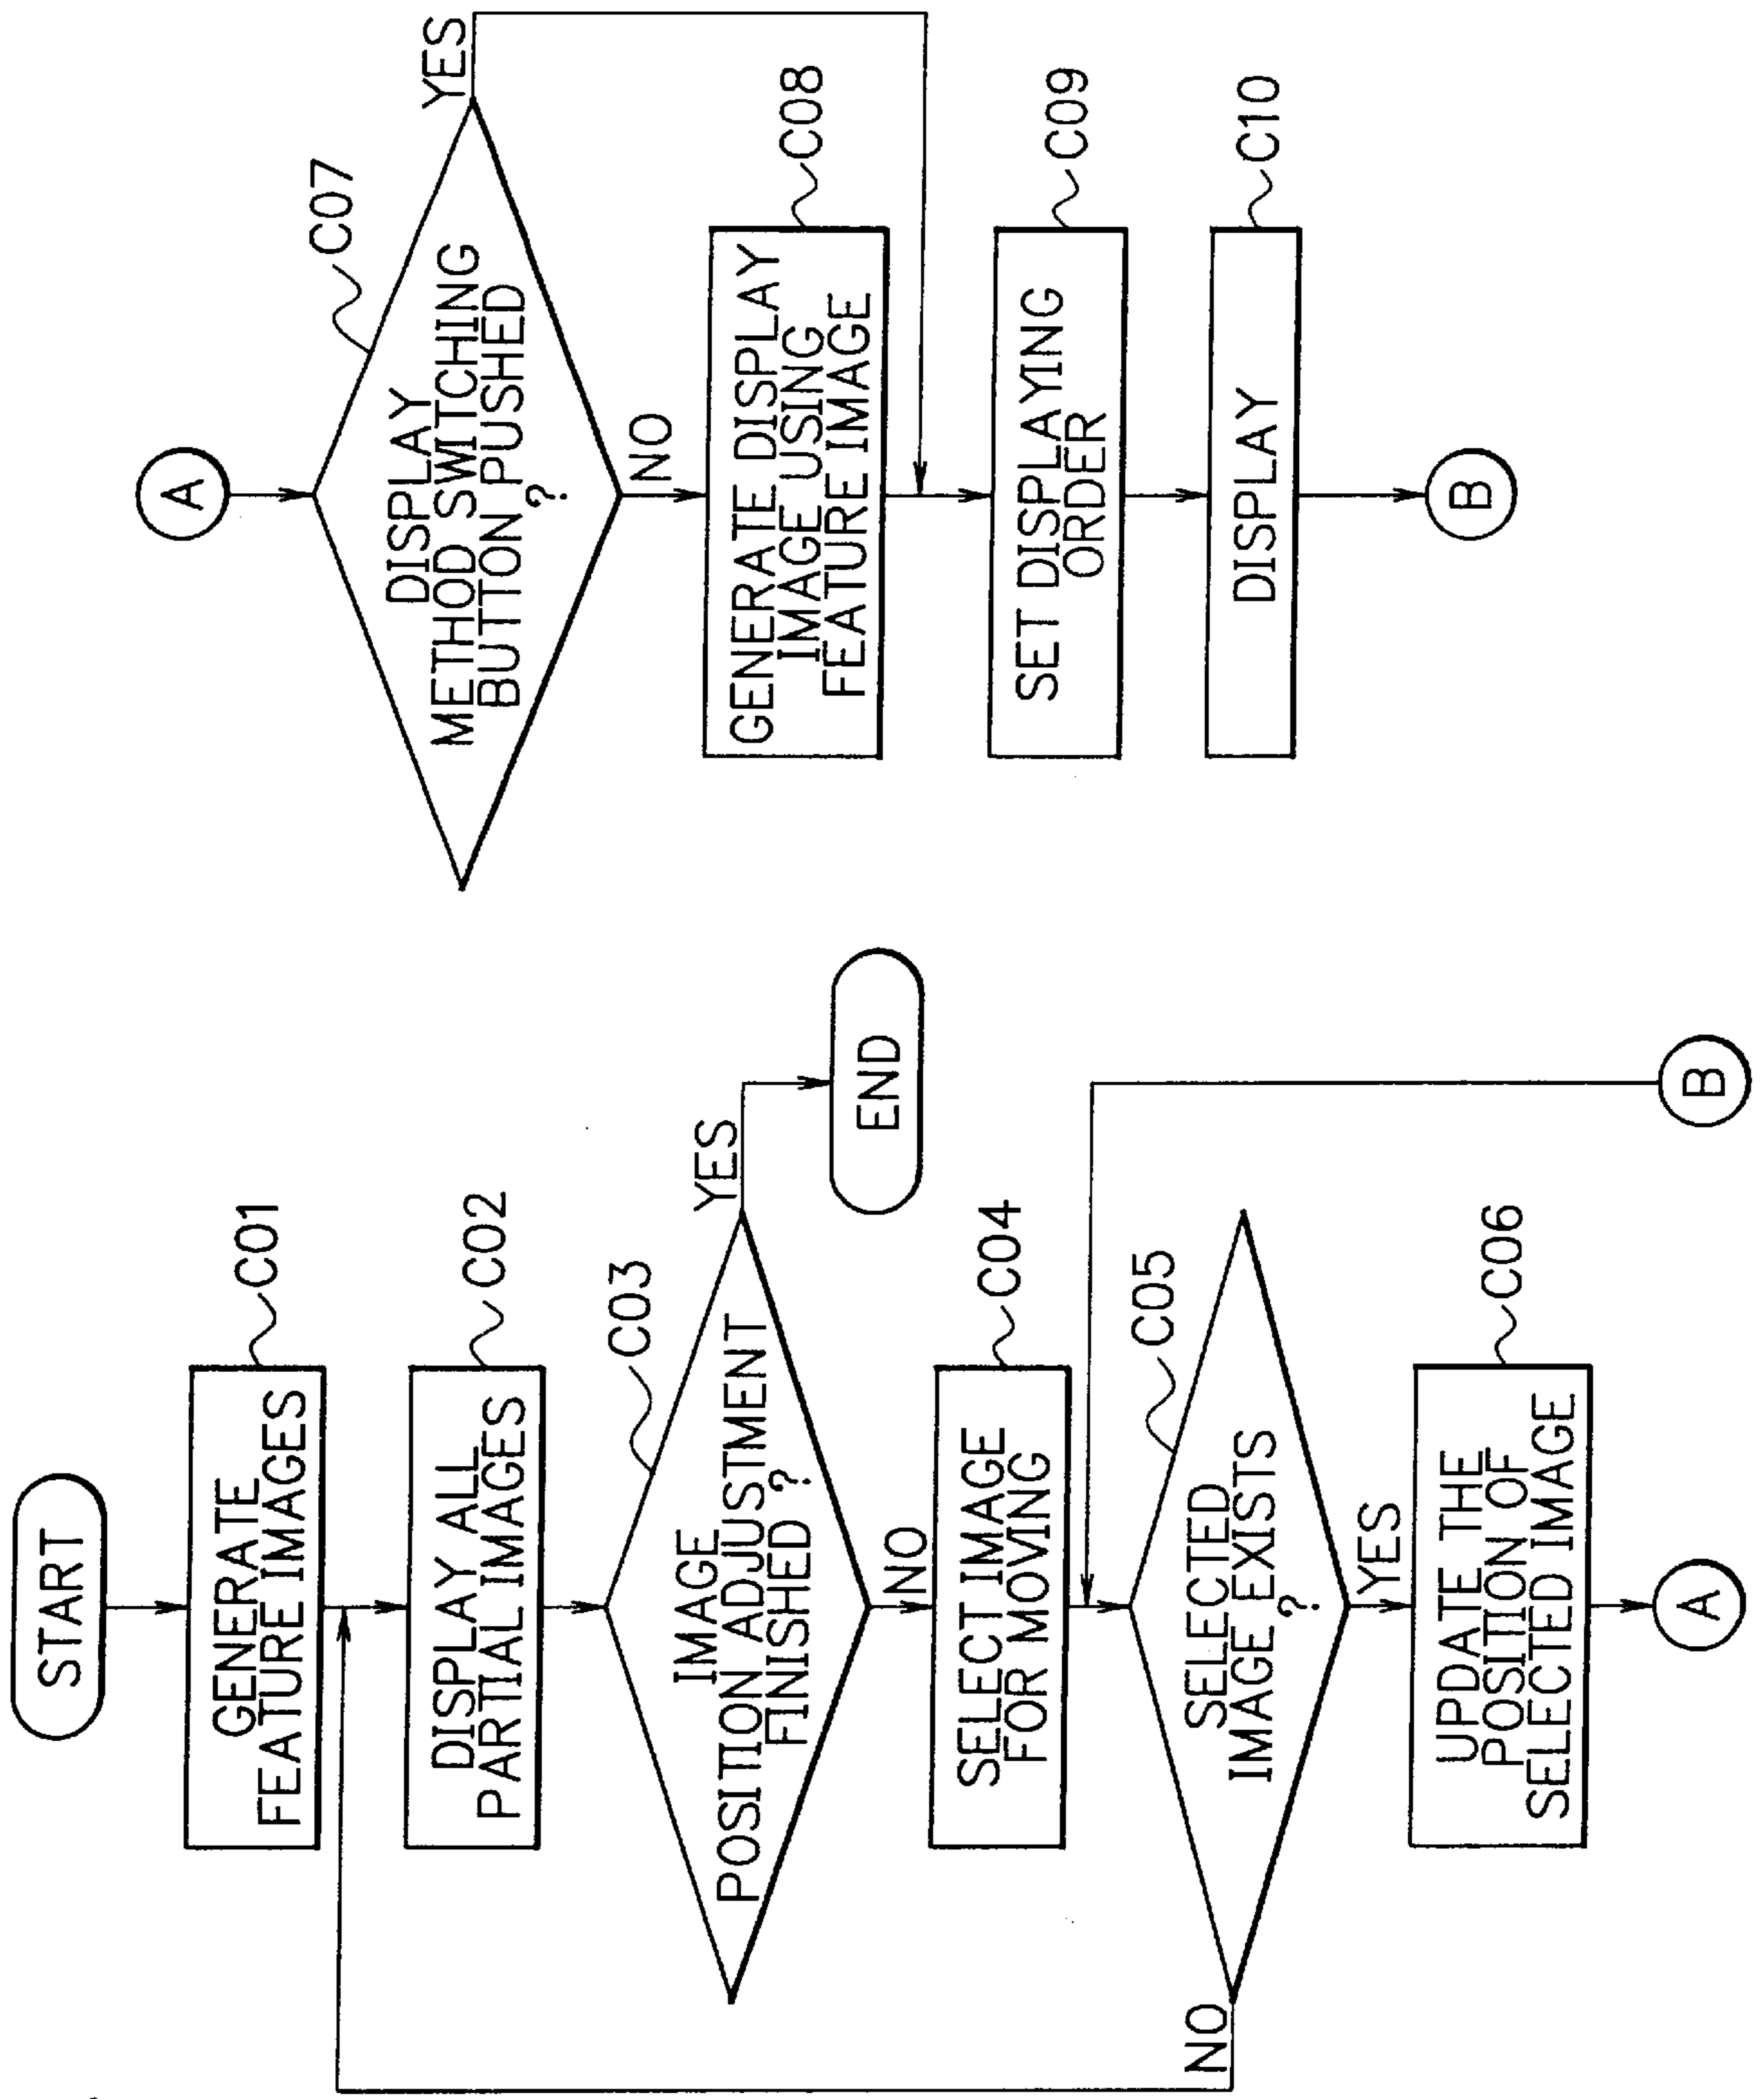 START
GENERATE
FEATURE IMAGES
C01
DISPLAY ALL
PARTIAL IMAGES
C02
IMAGE
POSITION ADJUSTMENT
FINISHED ?
C03
YES
END
NO
SELECT IMAGE
FOR MOVING
C04
SELECTED
IMAGE EXISTS
?
C05
NO
YES
UPDATE THE
POSITION OF
SELECTED IMAGE
C06
A
B
A
DISPLAY
METHOD SWITCHING
BUTTON PUSHED
?
C07
YES
NO
GENERATE DISPLAY
IMAGE USING
FEATURE IMAGE
C08
SET DISPLAYING
ORDER
C09
DISPLAY
C10
B